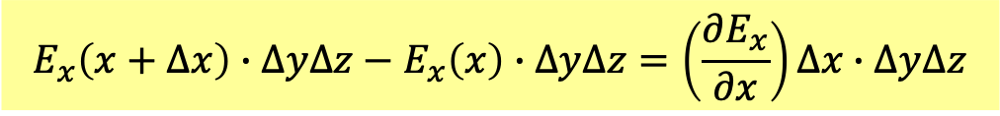 𝐸ₓ(𝑥 + Δ𝑥) · Δ𝑦Δ𝑧 − 𝐸ₓ(𝑥) · Δ𝑦Δ𝑧 = (∂𝐸ₓ/∂𝑥) Δ𝑥 · Δ𝑦Δ𝑧